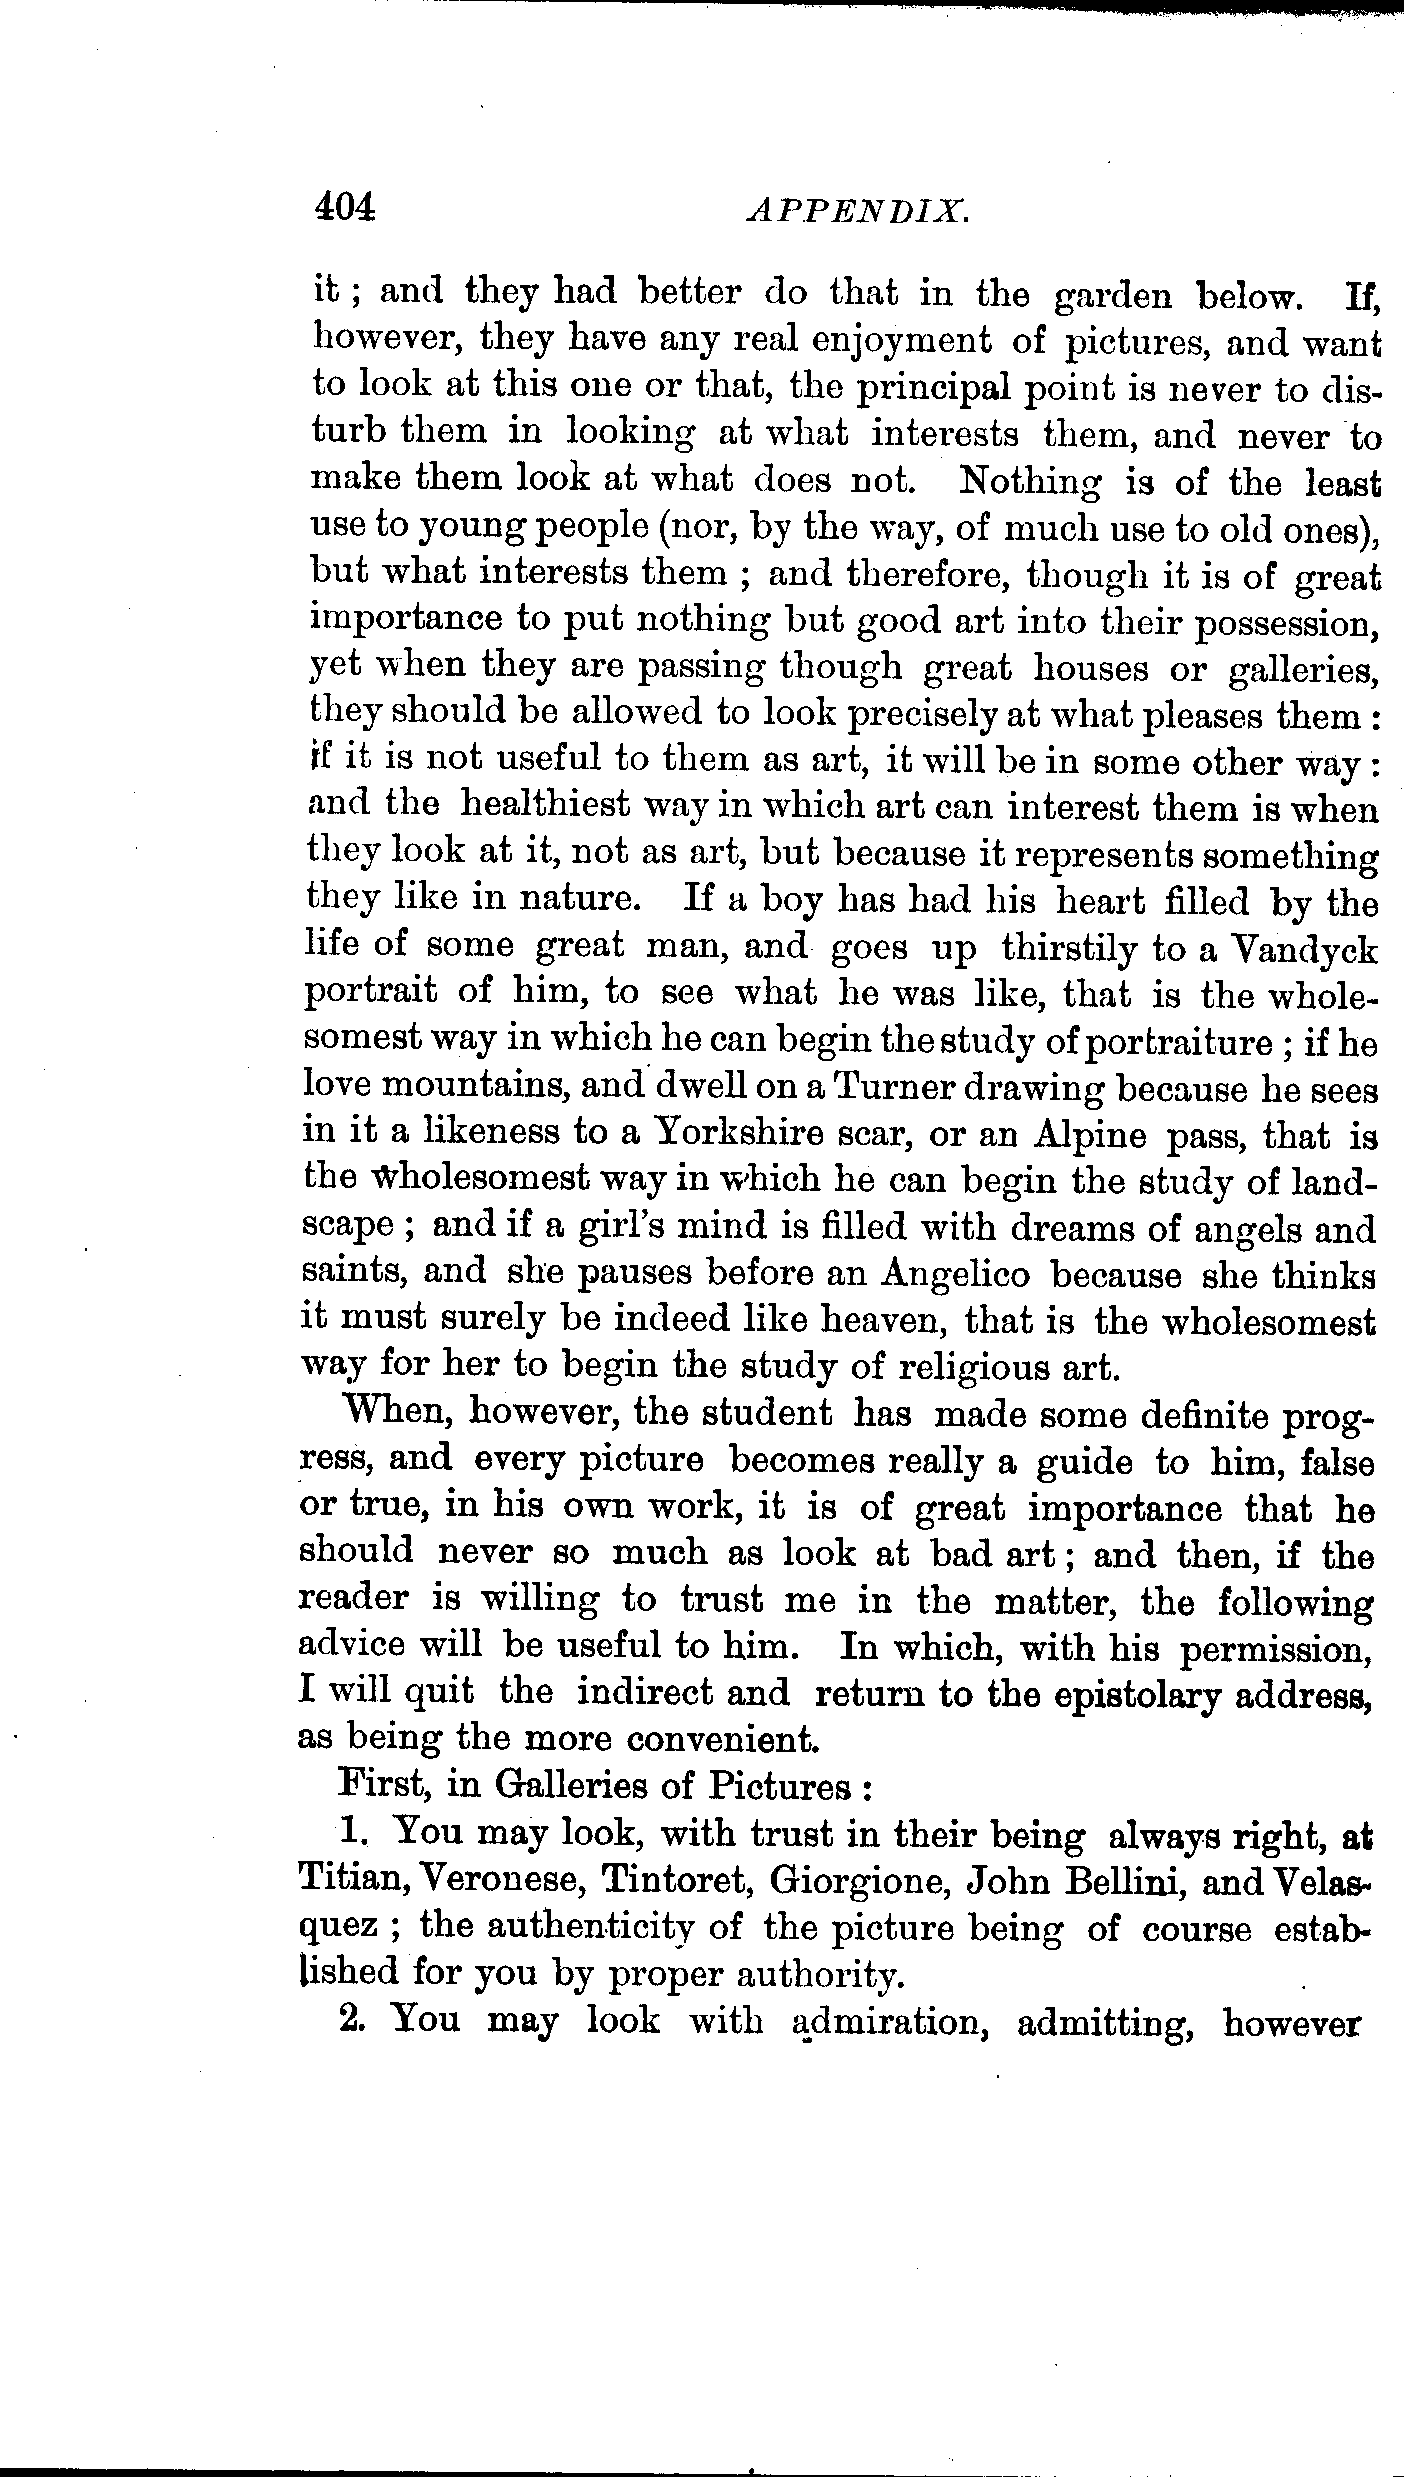 404 APPENDIX.
it ; and they had better do that in the garden below. If,
however, they have any real enjoyment of pictures, and want
to look at this one or that, the principal point is never to dis-
turb them in looking at what interests them, and never to
make them look at what does not. Nothing is of the least
use to young people (nor, by the way, of much use to old ones),
but what interests them ; and therefore, though it is of great
importance to put nothing but good art into their possession,
yet when they are passing though great houses or galleries,
they should be allowed to look precisely at what pleases them :
if it is not useful to them as art, it will be in some other way :
and the healthiest way in which art can interest them is when
they look at it, not as art, but because it represents something
they like in nature. If a boy has had his heart filled by the
life of some great man, and goes up thirstily to a Vandyck
portrait of him, to see what he was like, that is the whole-
somest way in which he can begin the study of portraiture ; if he
love mountains, and dwell on a Turner drawing because he sees
in it a likeness to a Yorkshire scar, or an Alpine pass, that is
the wholesomest way in which he can begin the study of land-
scape ; and if a girl's mind is filled with dreams of angels and
saints, and she pauses before an Angelico because she thinks
it must surely be indeed like heaven, that is the wholesomest
way for her to begin the study of religious art.
When, however, the student has made some definite prog-
ress, and every picture becomes really a guide to him, false
or true, in his own work, it is of great importance that he
should never so much as look at bad art ; and then, if the
reader is willing to trust me in the matter, the following
advice will be useful to him. In which, with his permission,
I will quit the indirect and return to the epistolary address,
as being the more convenient.
First, in Galleries of Pictures :
1. You may look, with trust in their being always right, at
Titian, Veronese, Tintoret, Giorgione, John Bellini, and Velas-
quez ; the authenticity of the picture being of course estab-
lished for you by proper authority.
2. You may look with admiration, admitting, however